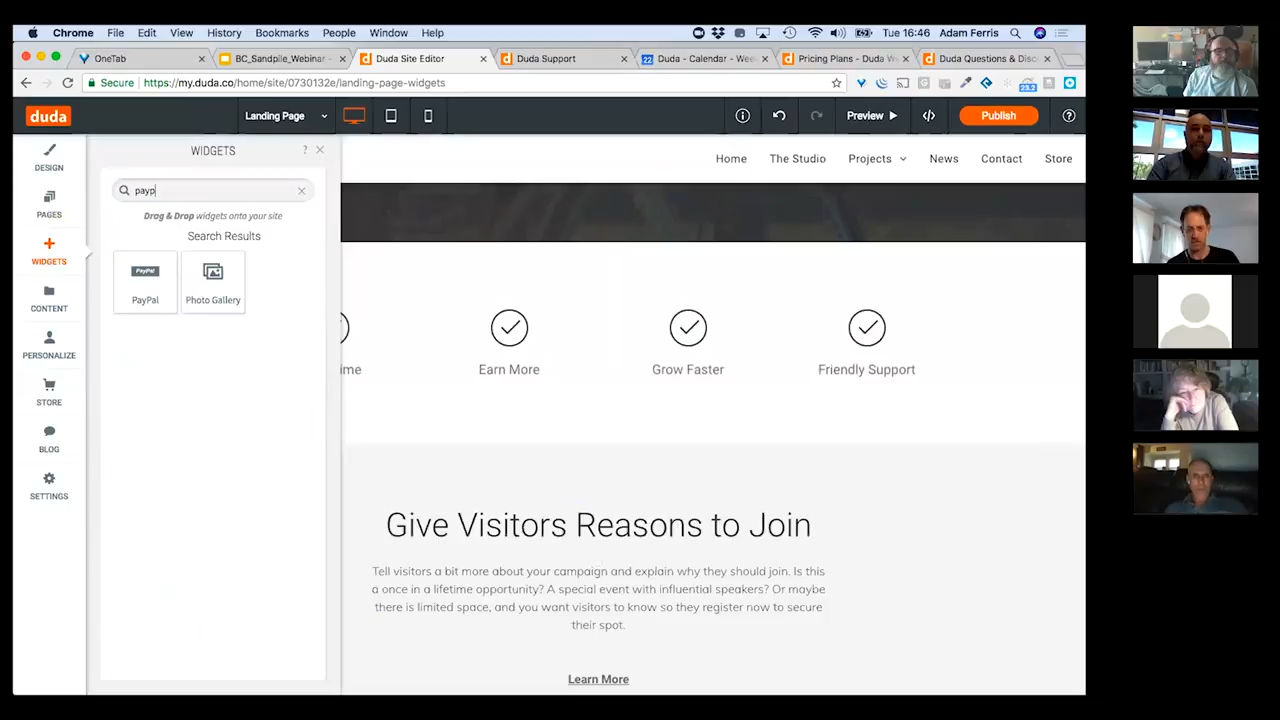 Chrome File Edit View History Bookmarks People Window Help Tue 16:46 Adam Ferris
OneTab BC_Sandpile_Webinar - Duda Site Editor Duda Support Duda - Calendar - Wee Pricing Plans - Duda W Duda Questions & Disc
Secure https://my.duda.co/home/site/0730132e/landing-page-widgets 23.2
duda Landing Page Preview Publish
WIDGETS
payp
Drag & Drop widgets onto your site
Search Results
PayPal
PayPal Photo Gallery
DESIGN
PAGES
WIDGETS
CONTENT
PERSONALIZE
STORE
BLOG
SETTINGS
Home The Studio Projects News Contact Store
ime Earn More Grow Faster Friendly Support
Give Visitors Reasons to Join
Tell visitors a bit more about your campaign and explain why they should join. Is this
a once in a lifetime opportunity? A special event with influential speakers? Or maybe
there is limited space, and you want visitors to know so they register now to secure
their spot.
Learn More